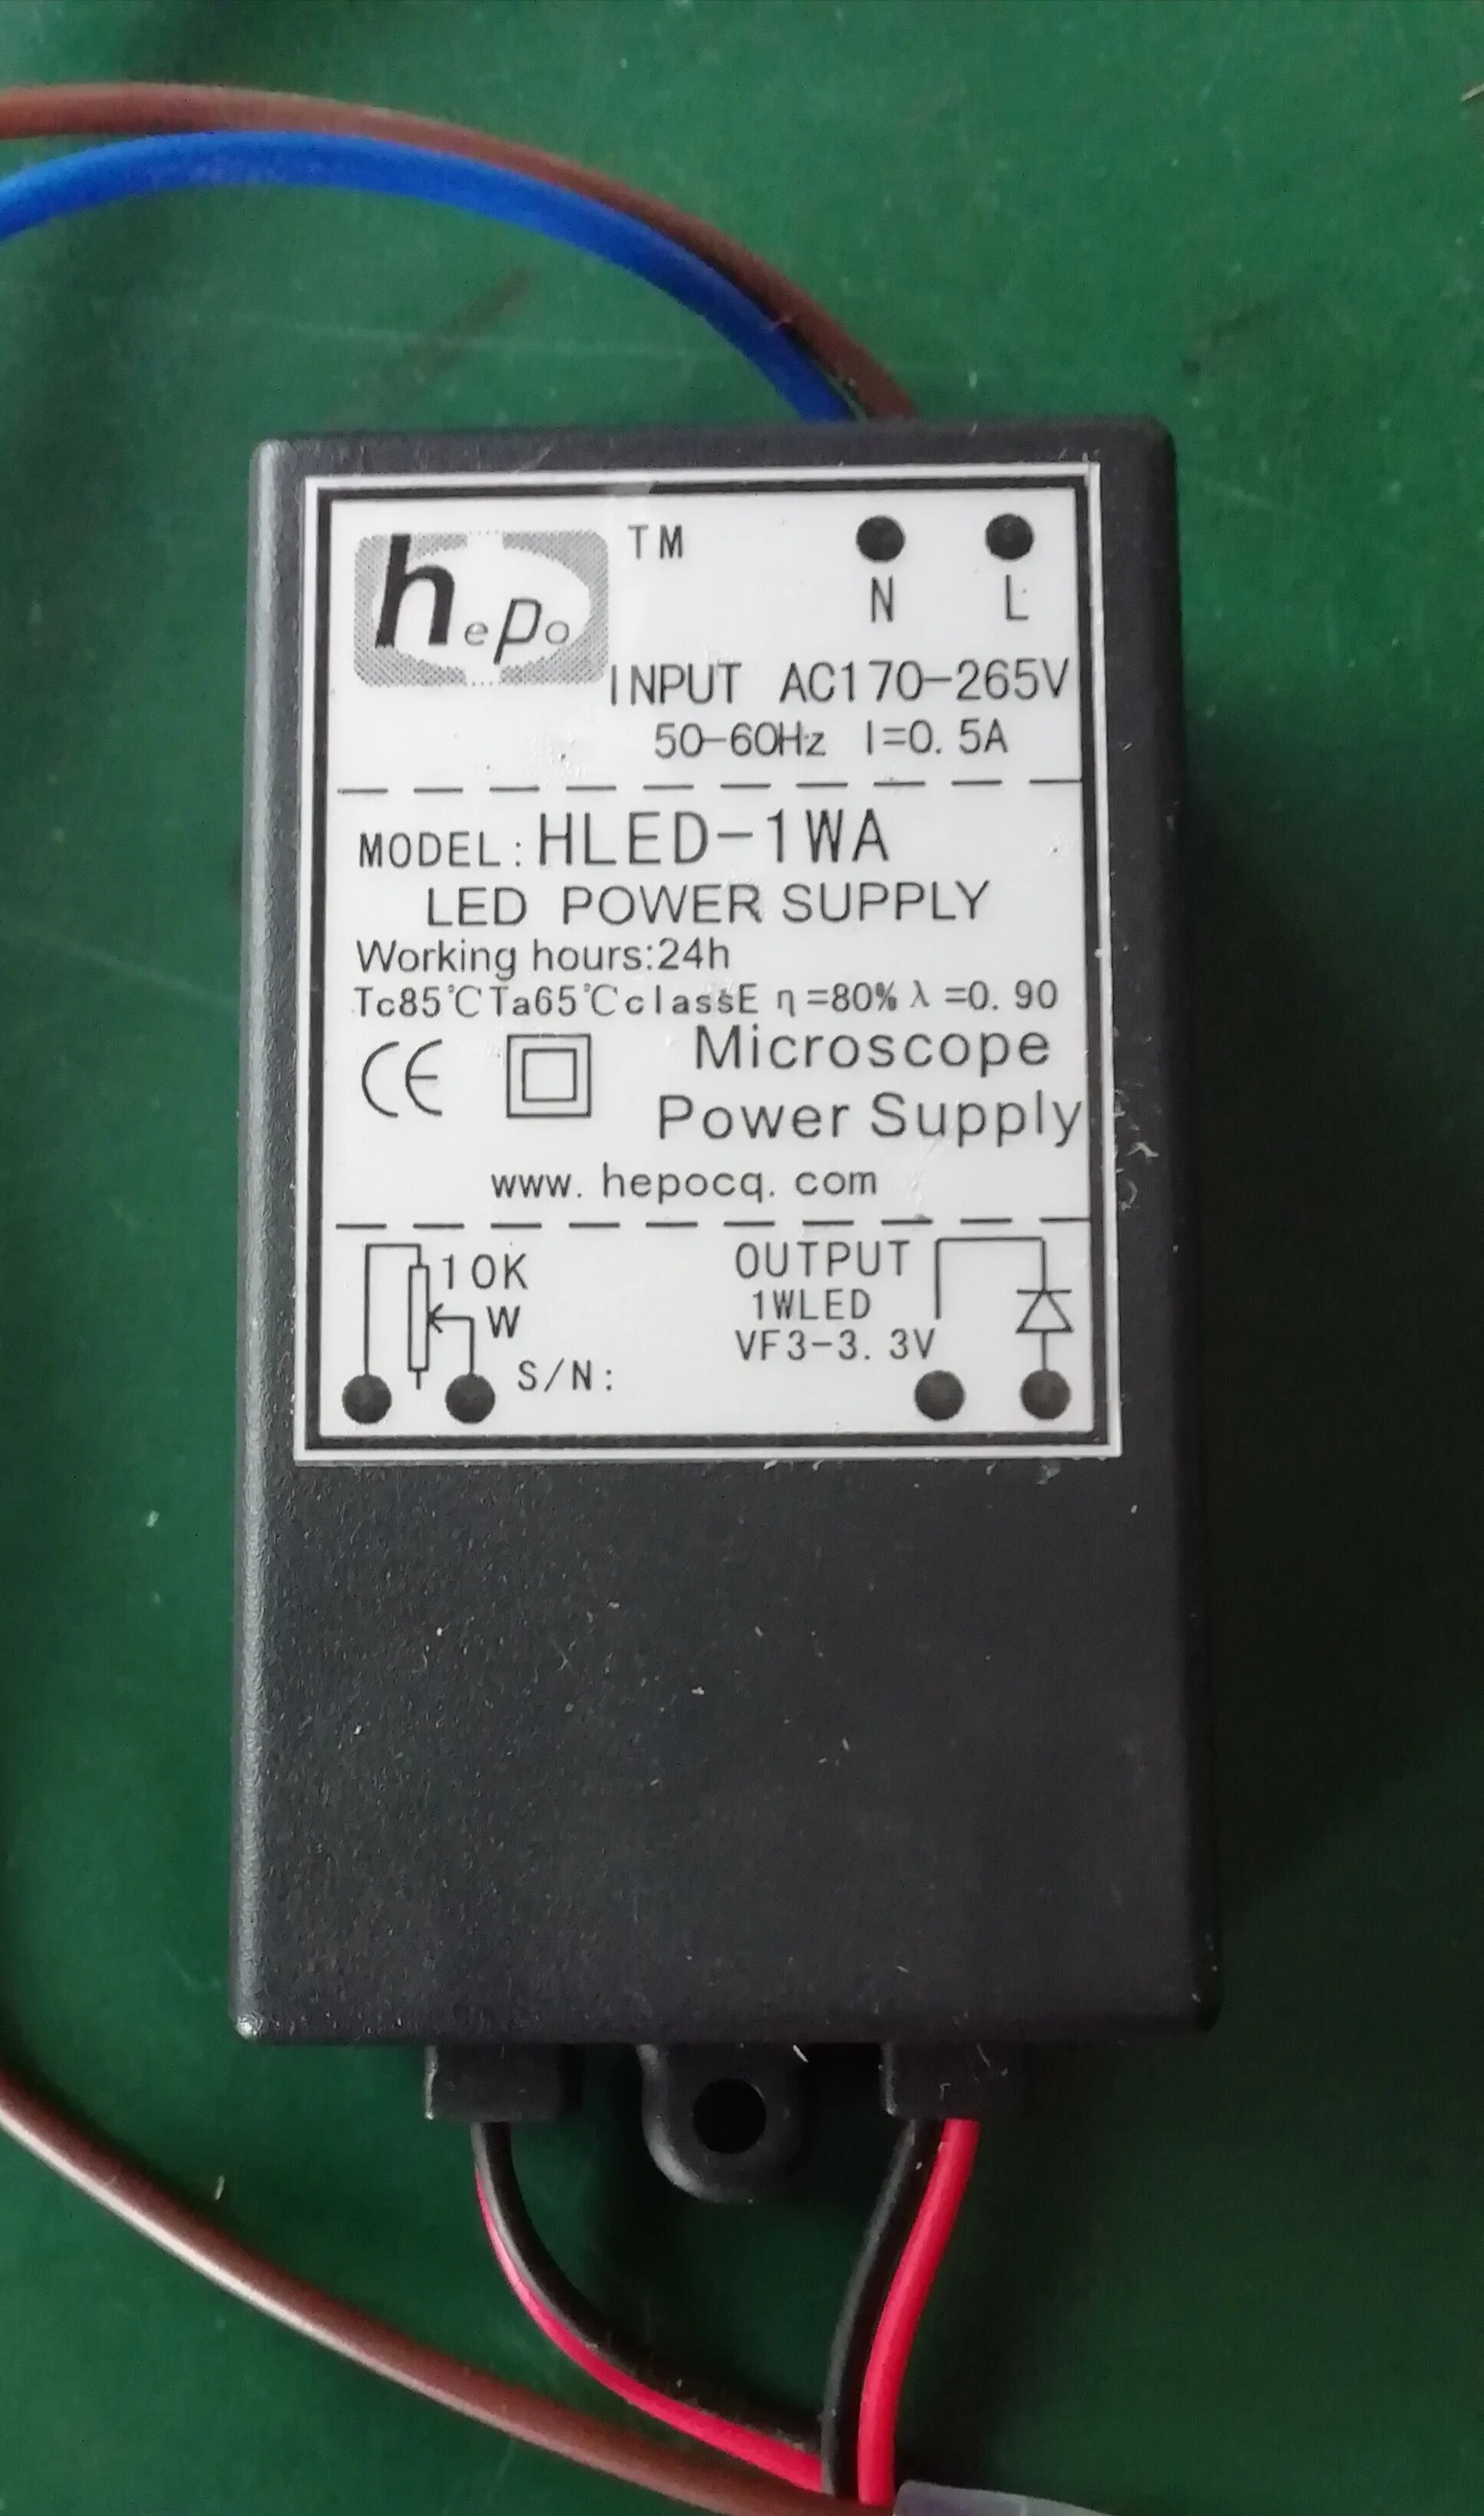 hepo TM
N L
INPUT AC170-265V
50-60Hz I=0.5A
MODEL: HLED-1WA
LED POWER SUPPLY
Working hours:24h
Tc85℃Ta65℃classE η=80% λ=0.90
CE
Microscope
Power Supply
www.hepocq.com
10K
W
S/N:
OUTPUT
1WLED
VF3-3.3V